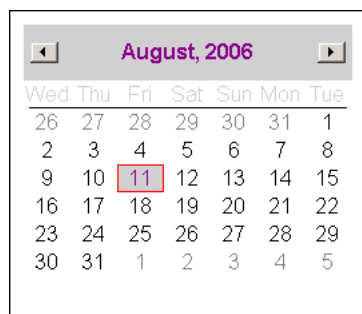 August, 2006
Wed Thu Fri Sat Sun Mon Tue
26 27 28 29 30 31 1
2 3 4 5 6 7 8
9 10 11 12 13 14 15
16 17 18 19 20 21 22
23 24 25 26 27 28 29
30 31 1 2 3 4 5